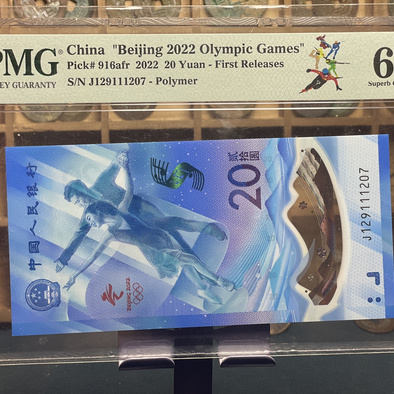 PMG
China "Beijing 2022 Olympic Games"
Pick# 916afr 2022 20 Yuan - First Releases
S/N J129111207 - Polymer
KEY GUARANTY
6
Superb
中国人民银行
贰拾圆
20
J129111207